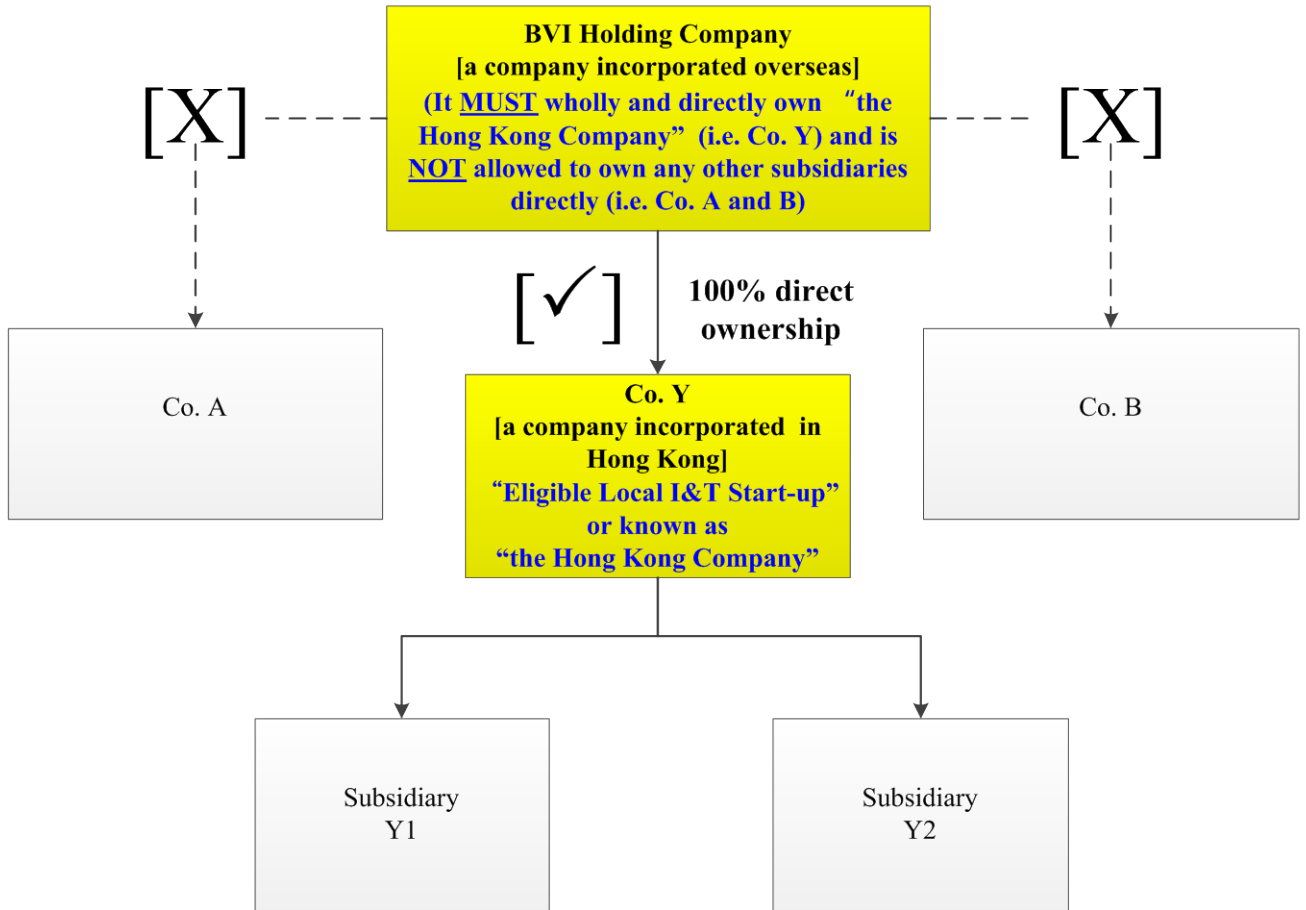 BVI Holding Company
[a company incorporated overseas]
(It MUST wholly and directly own “the
Hong Kong Company” (i.e. Co. Y) and is
NOT allowed to own any other subsidiaries
directly (i.e. Co. A and B)
[X]
[X]
[✓]
100% direct
ownership
Co. A
Co. Y
[a company incorporated in
Hong Kong]
“Eligible Local I&T Start-up”
or known as
“the Hong Kong Company”
Co. B
Subsidiary
Y1
Subsidiary
Y2